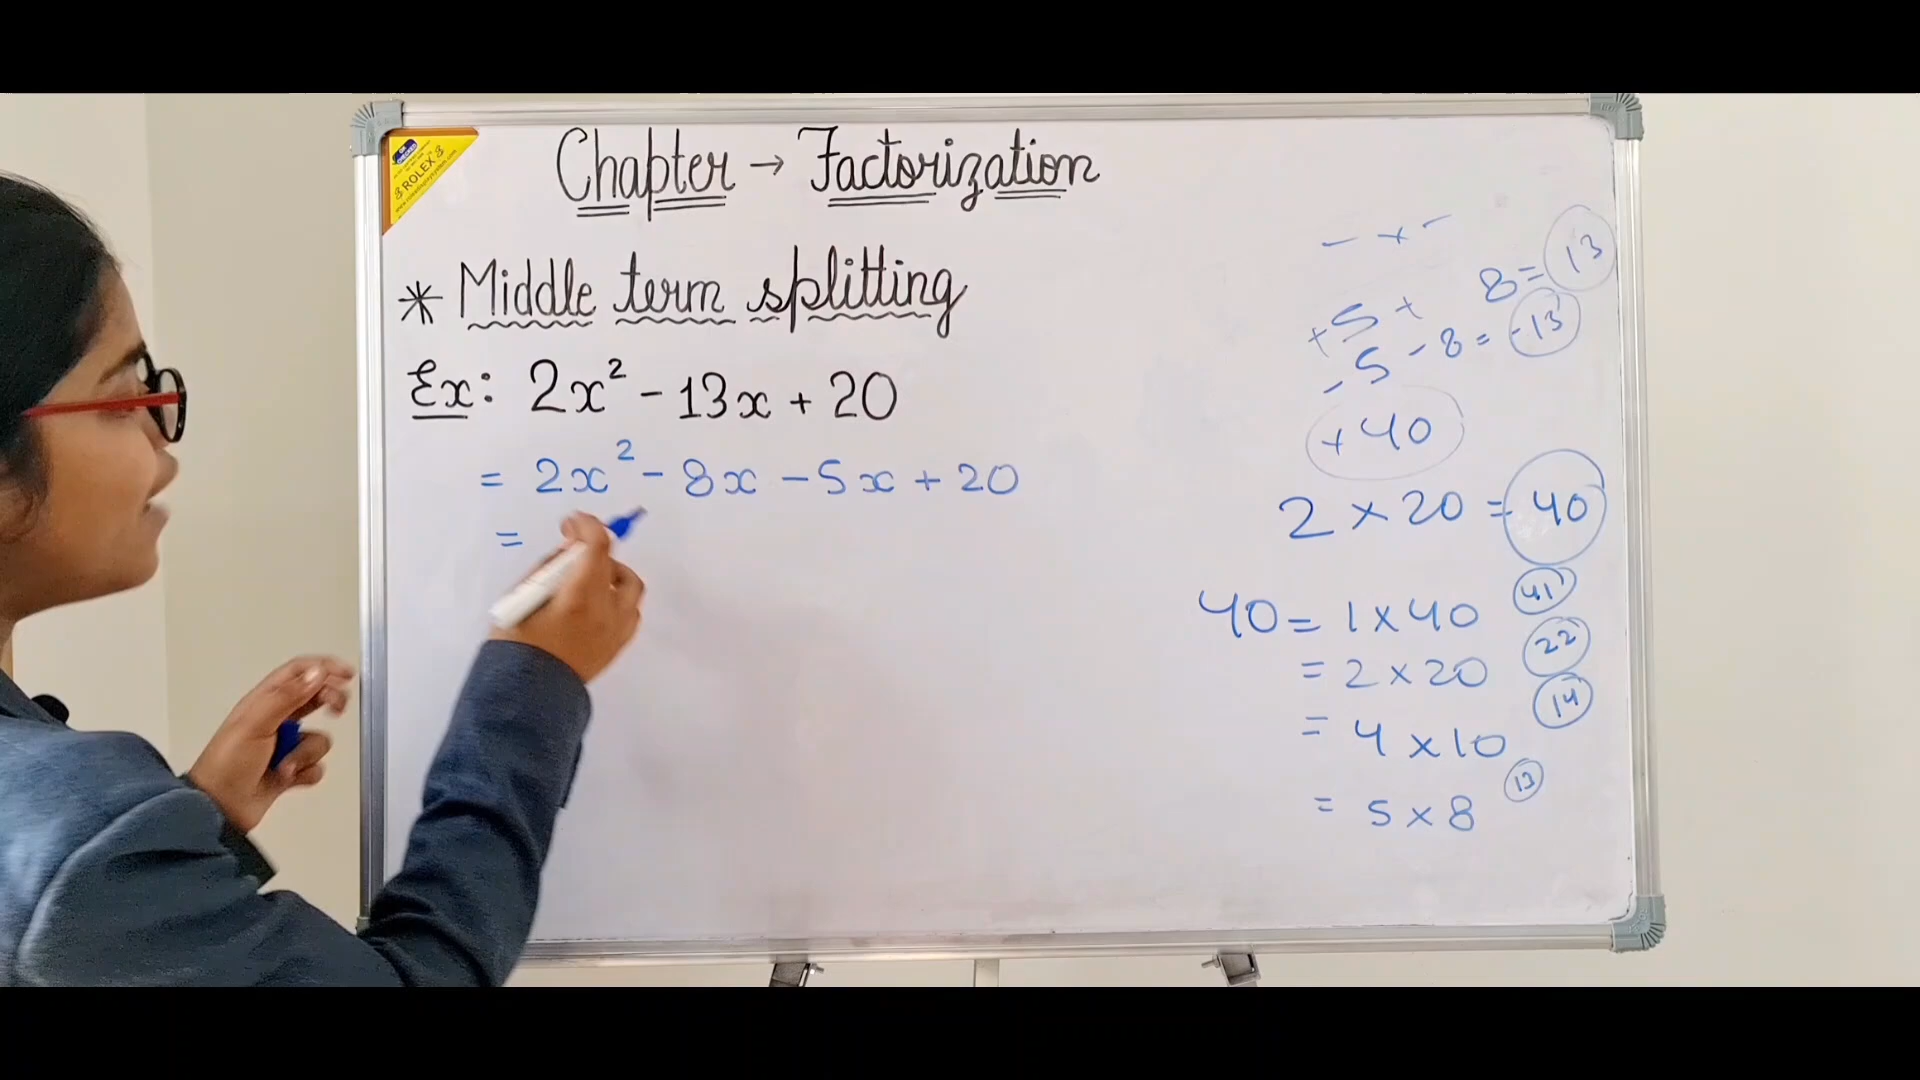 Chapter → Factorization
* Middle term splitting
Ex: 2x² - 13x + 20
= 2x² - 8x - 5x + 20
=
- x -
+5 + 8 = 13
-5 - 8 = -13
+40
2 x 20 = 40
40 = 1 x 40 41
= 2 x 20 22
= 4 x 10 14
= 5 x 8 13
ROLEX